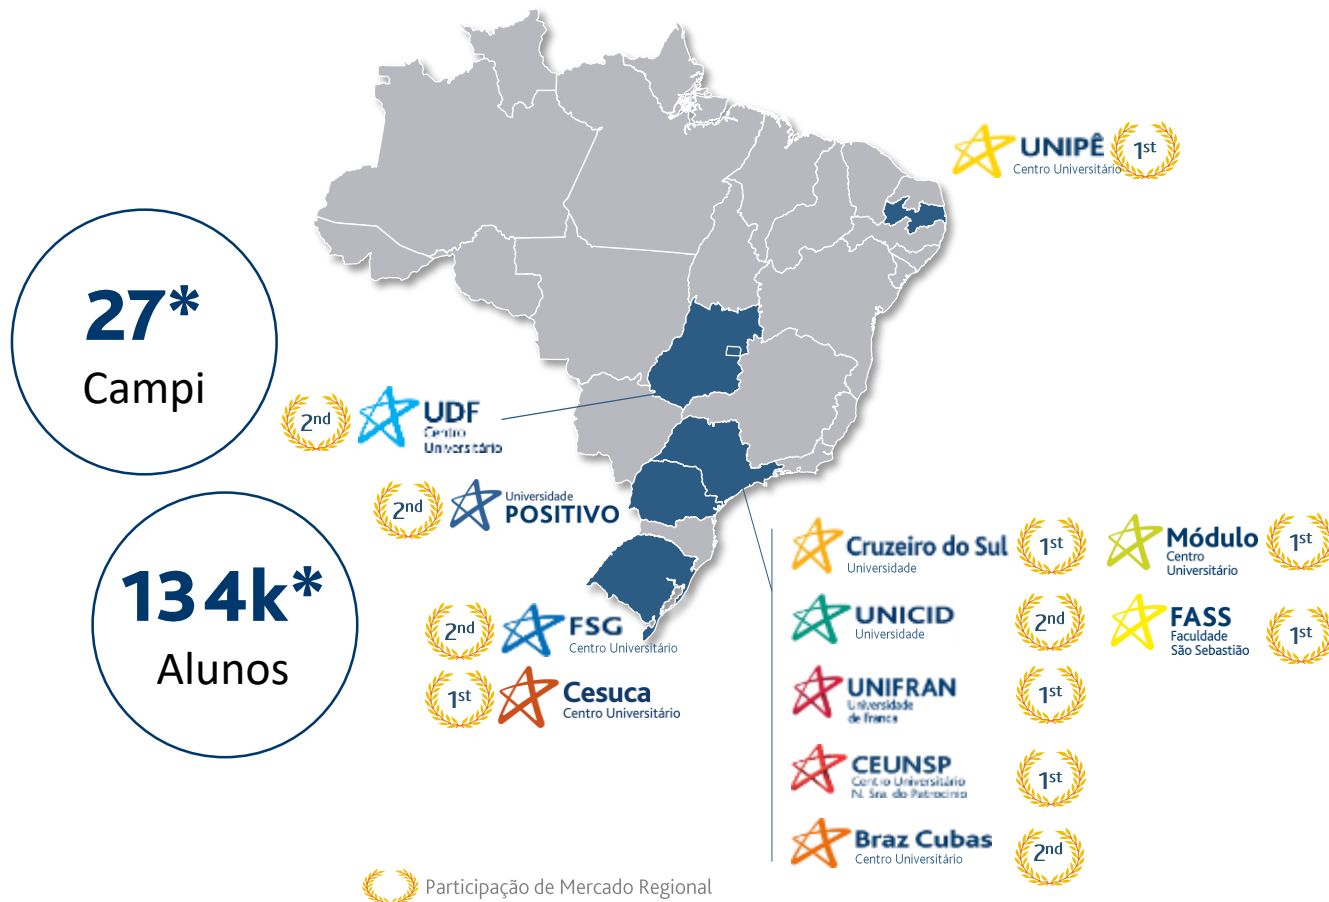 UNIPÊ
Centro Universitário
1st
27*
Campi
2nd
UDF
Centro
Universitário
2nd
Universidade
POSITIVO
134k*
Alunos
2nd
FSG
Centro Universitário
1st
Cesuca
Centro Universitário
Cruzeiro do Sul
Universidade
1st
Módulo
Centro
Universitário
1st
UNICID
Universidade
2nd
FASS
Faculdade
São Sebastião
1st
UNIFRAN
Universidade
de Franca
1st
CEUNSP
Centro Universitário
N. Sra. do Patrocínio
1st
Braz Cubas
Centro Universitário
2nd
Participação de Mercado Regional